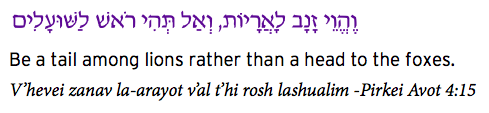 וֶהֱוֵי זָנָב לָאֲרָיוֹת, וְאַל תְּהִי רֹאשׁ לַשּׁוּעָלִים
Be a tail among lions rather than a head to the foxes.
V’hevei zanav la-arayot v’al t’hi rosh lashualim -Pirkei Avot 4:15